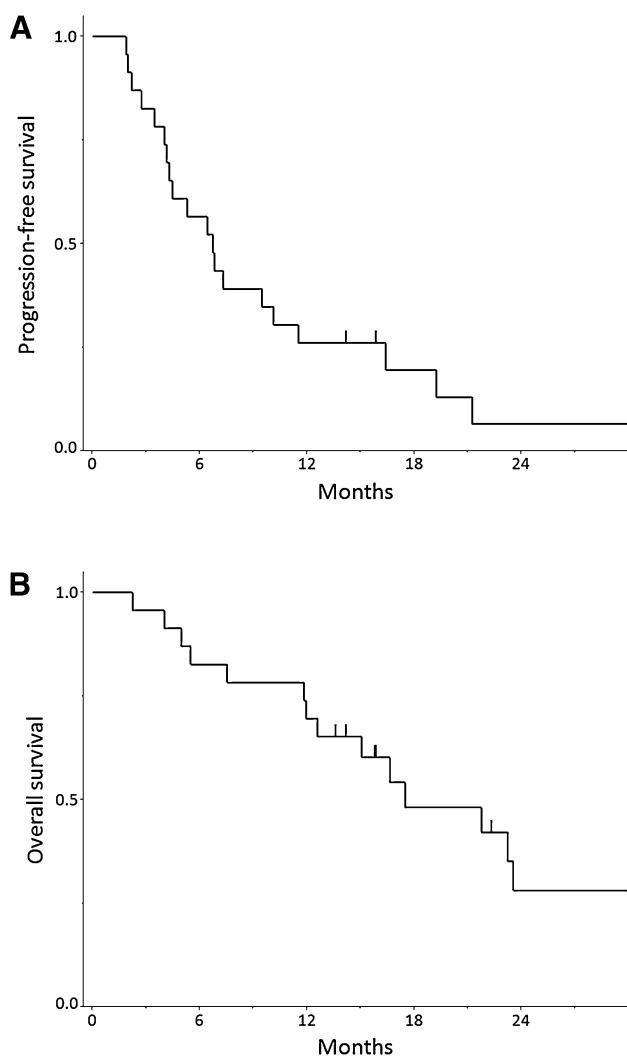 A
1.0
0.5
0.0
Progression-free survival
0 6 12 18 24
Months
B
1.0
0.5
0.0
Overall survival
0 6 12 18 24
Months